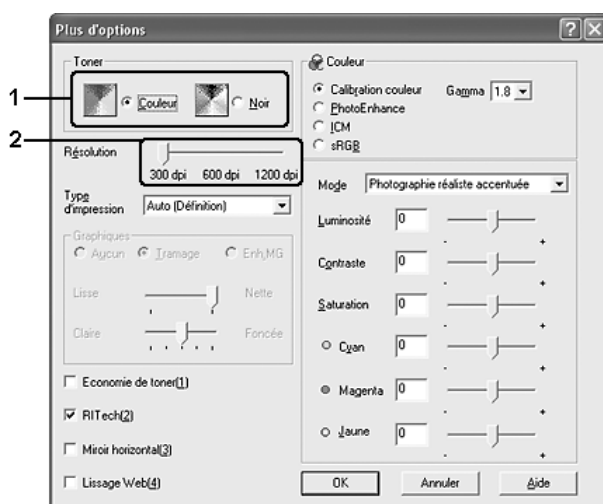 Plus d'options
Toner
1
Couleur
Noir
2
Résolution
300 dpi 600 dpi 1200 dpi
Type d'impression
Auto (Définition)
Graphiques
Aucun Tramage Enh,MG
Lisse Nette
Claire Foncée
Economie de toner(1)
RITech(2)
Miroir horizontal(3)
Lissage Web(4)
Couleur
Calibration couleur
Gamma 1.8
PhotoEnhance
ICM
sRGB
Mode Photographie réaliste accentuée
Luminosité 0
- +
Contraste 0
- +
Saturation 0
- +
Cyan 0
- +
Magenta 0
- +
Jaune 0
- +
OK Annuler Aide